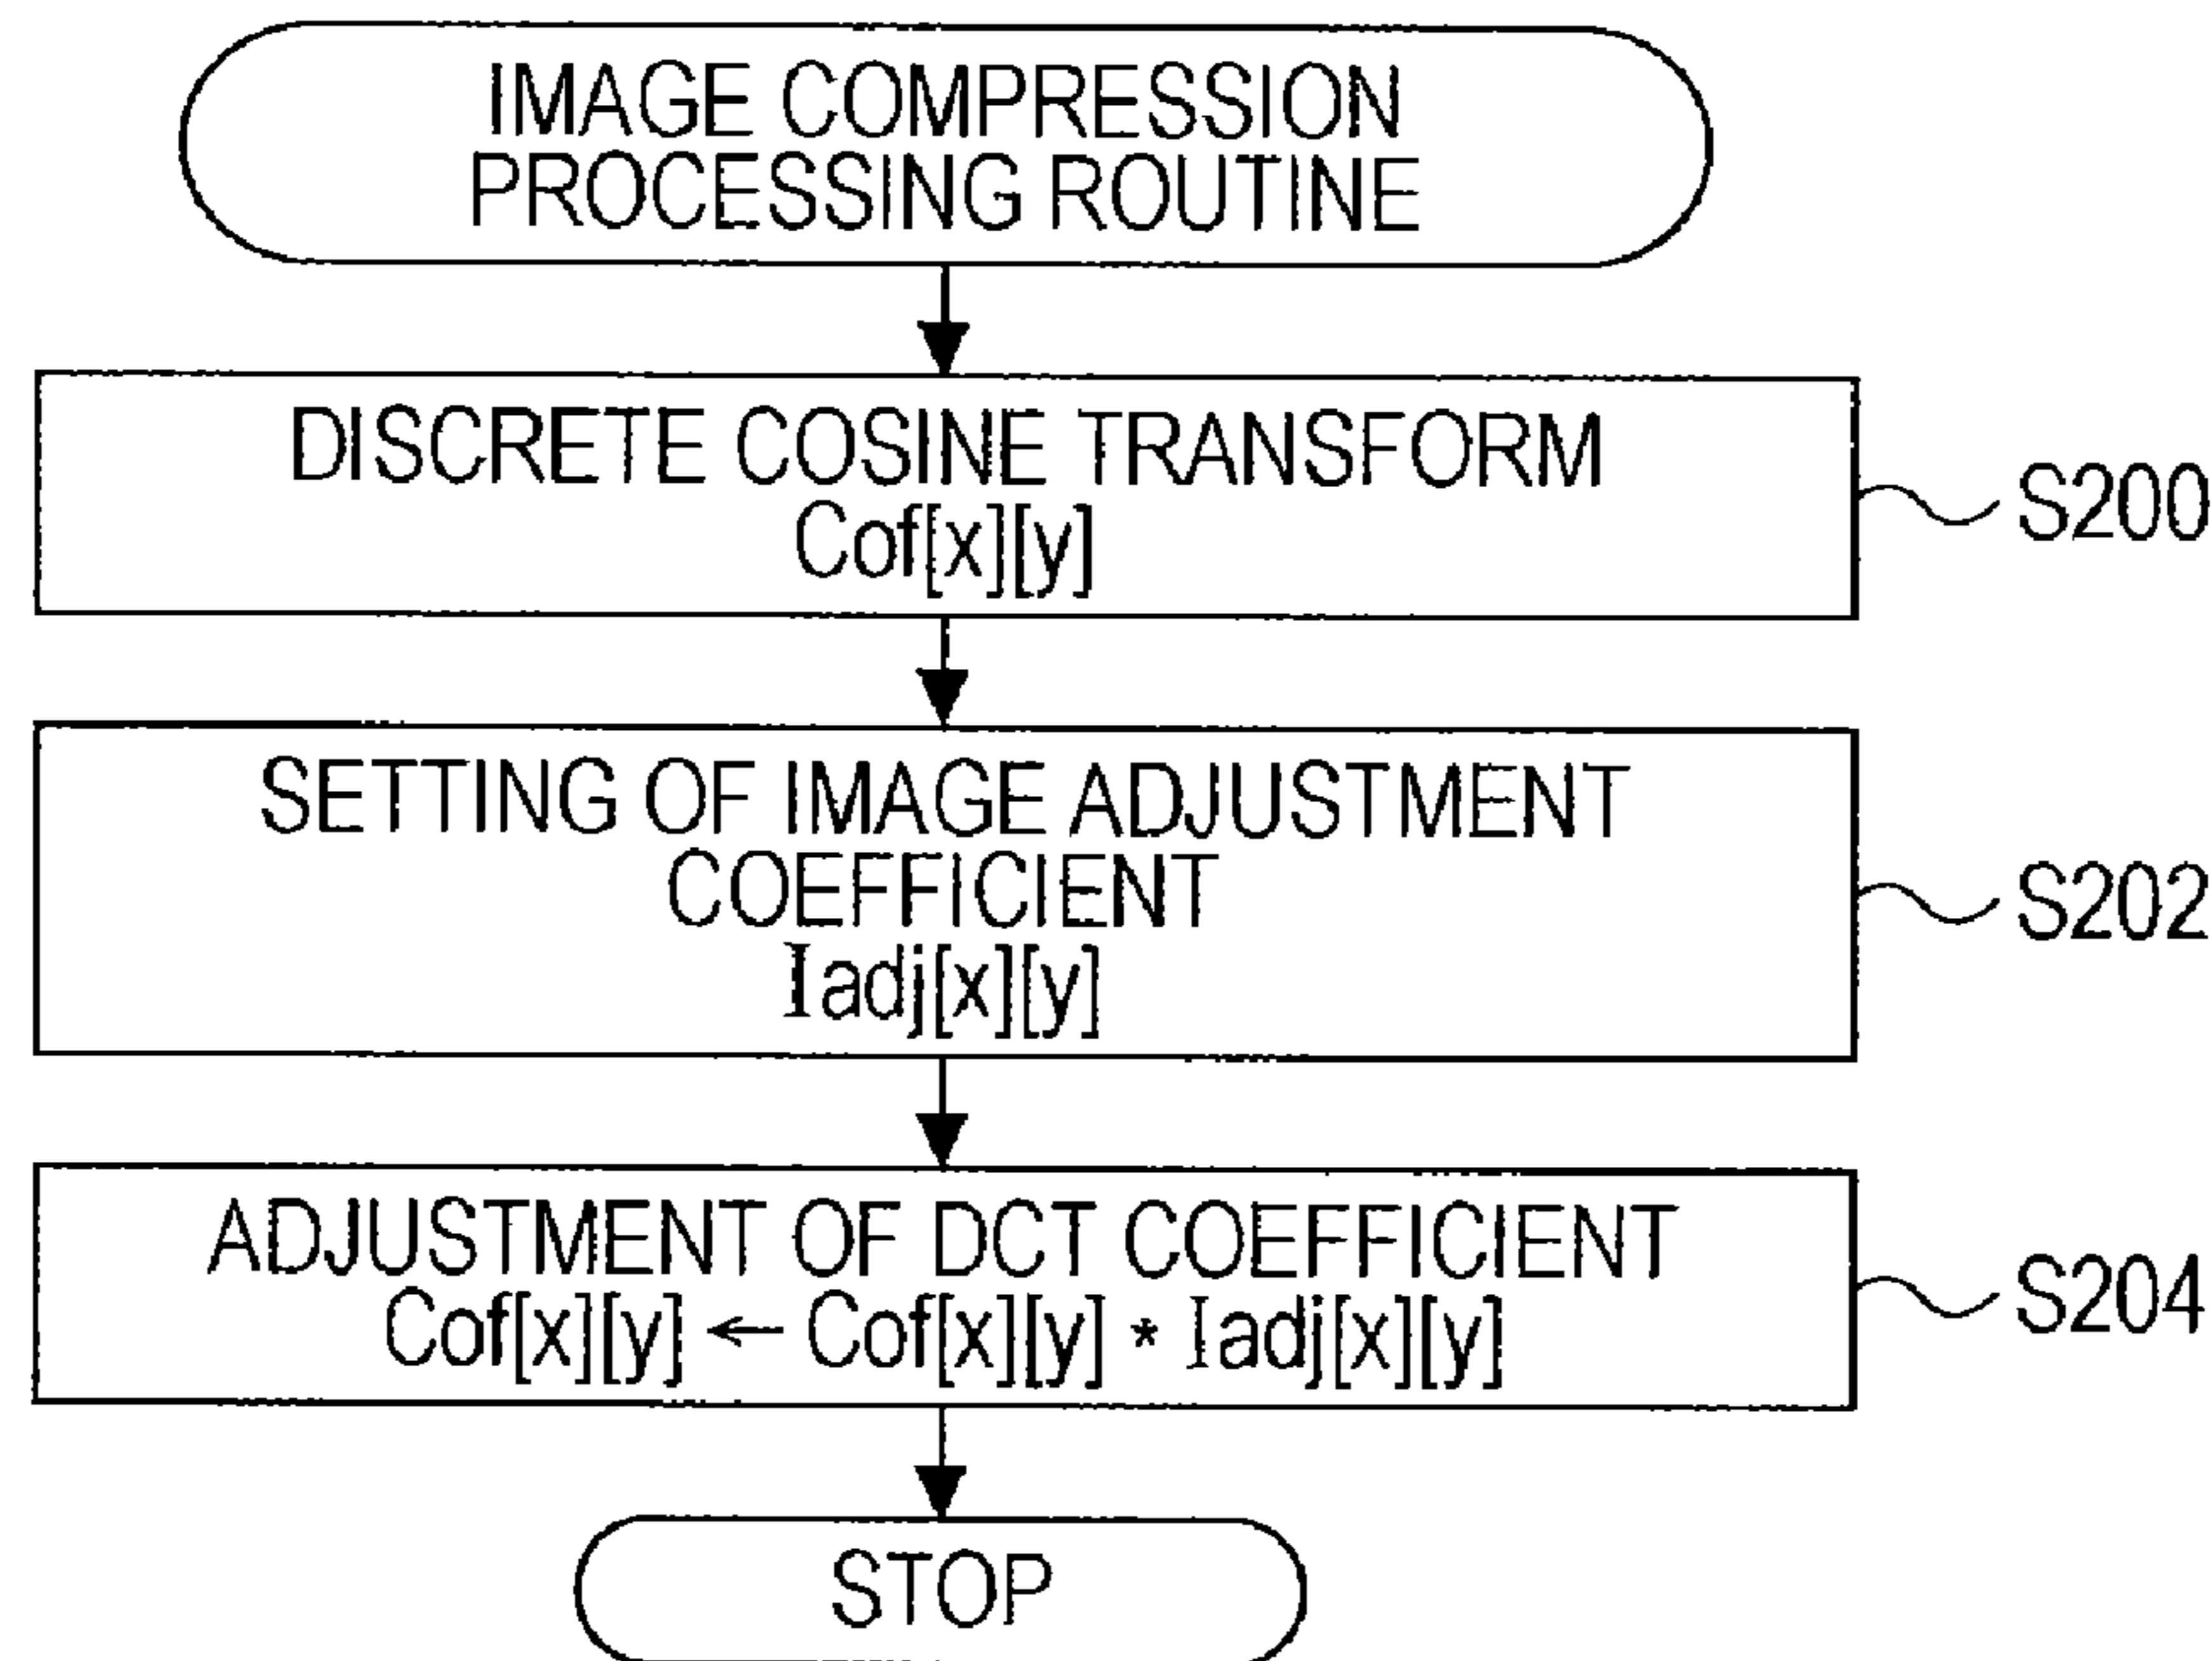 IMAGE COMPRESSION
PROCESSING ROUTINE
DISCRETE COSINE TRANSFORM
Cof[x][y]
S200
SETTING OF IMAGE ADJUSTMENT
COEFFICIENT
Iadj[x][y]
S202
ADJUSTMENT OF DCT COEFFICIENT
Cof[x][y] ← Cof[x][y] * Iadj[x][y]
S204
STOP